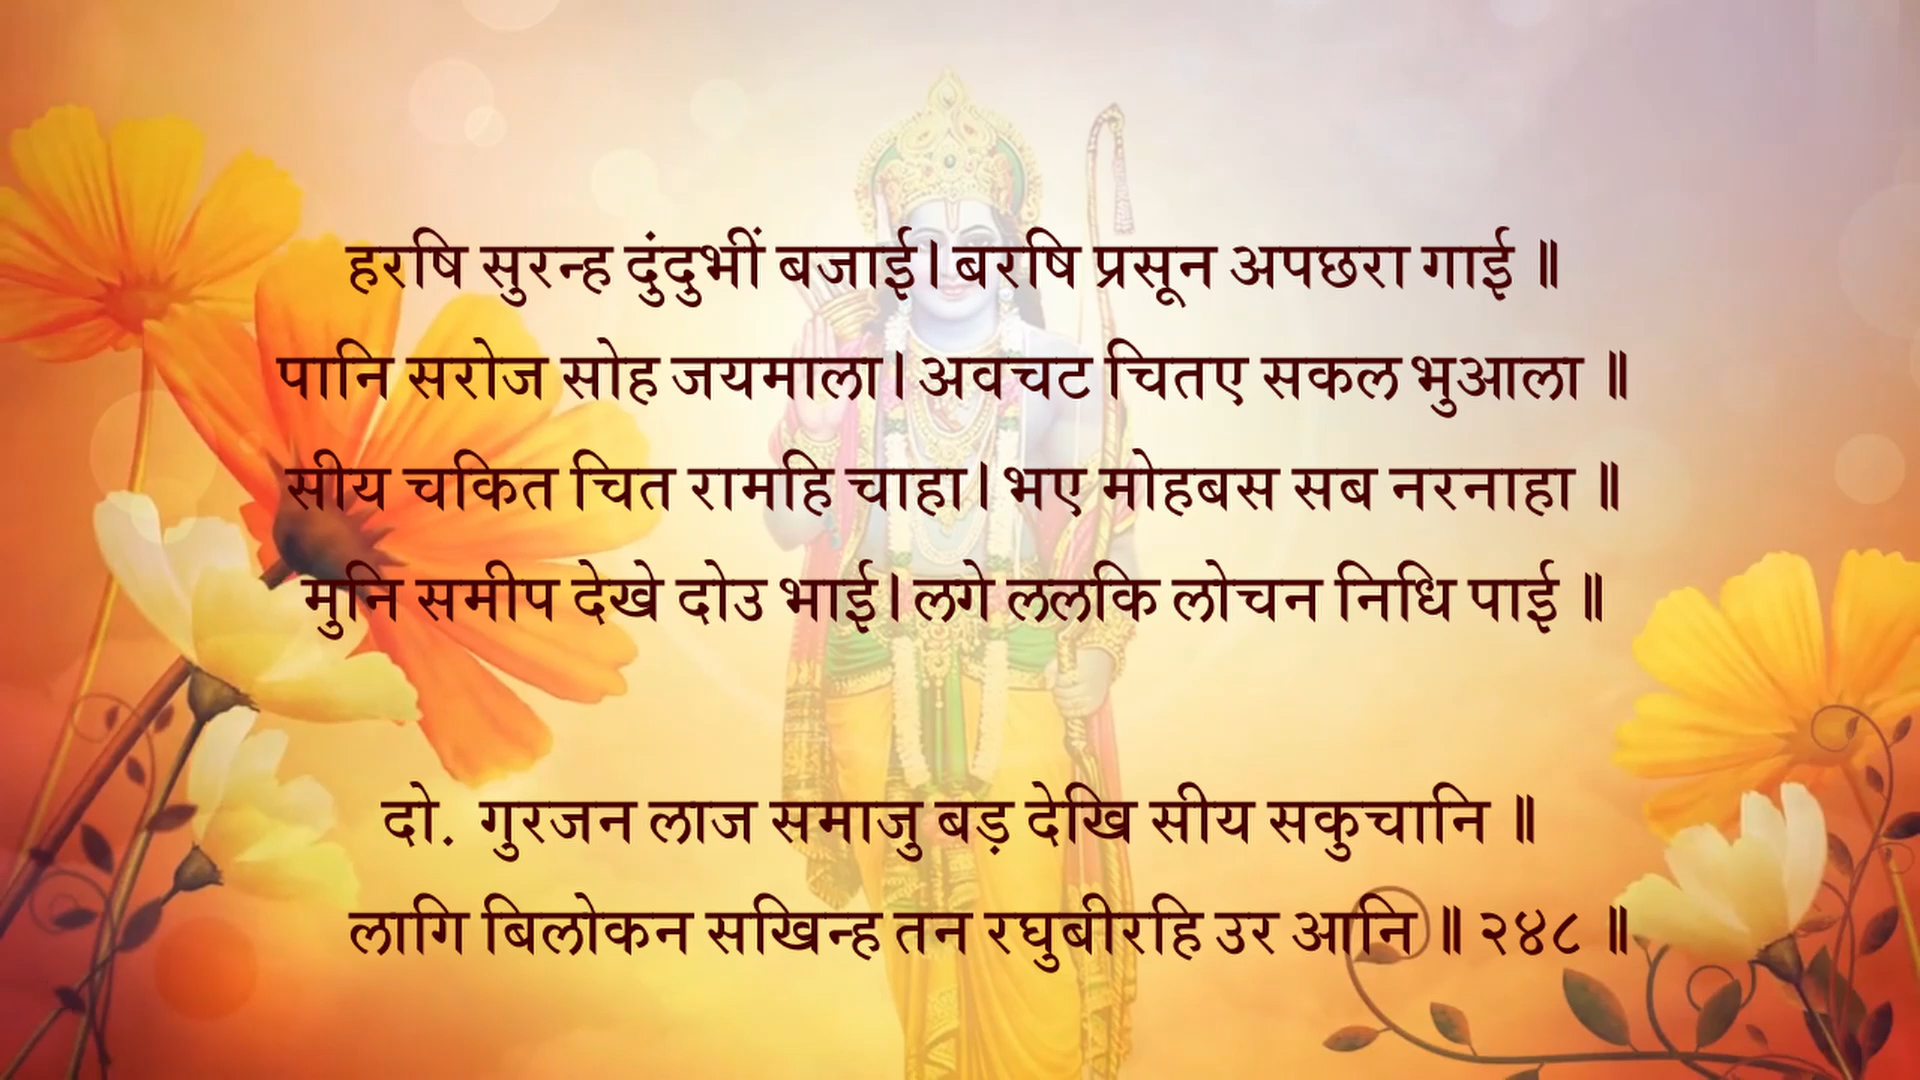 हरषि सुरन्ह दुंदुभीं बजाई। बरषि प्रसून अपछरा गाई ॥
पानि सरोज सोह जयमाला। अवचट चितए सकल भुआला ॥
सीय चकित चित रामहि चाहा। भए मोहबस सब नरनाहा ॥
मुनि समीप देखे दोउ भाई। लगे ललकि लोचन निधि पाई ॥
दो. गुरजन लाज समाजु बड़ देखि सीय सकुचानि ॥
लागि बिलोकन सखिन्ह तन रघुबीरहि उर आनि ॥ २४८ ॥